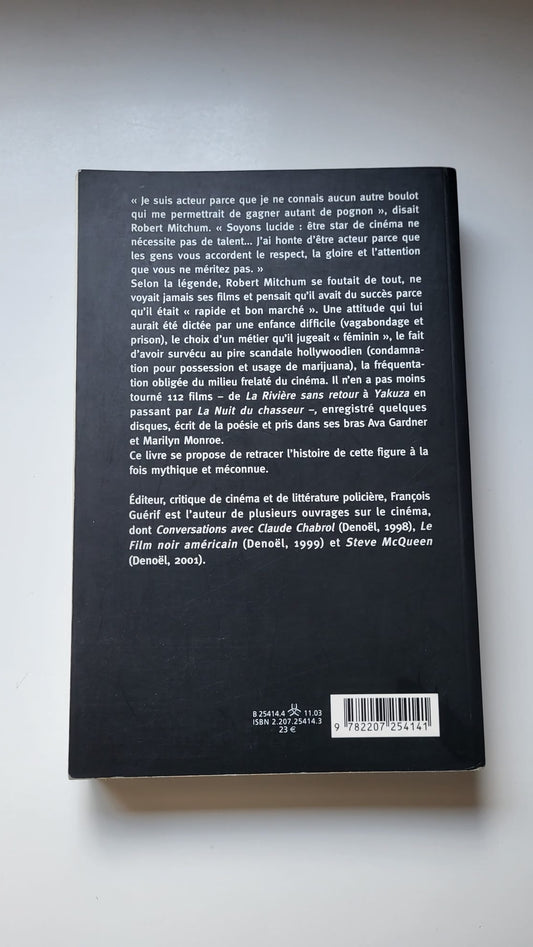 « Je suis acteur parce que je ne connais aucun autre boulot
qui me permettrait de gagner autant de pognon », disait
Robert Mitchum. « Soyons lucide : être star de cinéma ne
nécessite pas de talent... J'ai honte d'être acteur parce que
les gens vous accordent le respect, la gloire et l'attention
que vous ne méritez pas. »
Selon la légende, Robert Mitchum se foutait de tout, ne
voyait jamais ses films et pensait qu'il avait du succès parce
qu'il était « rapide et bon marché ». Une attitude qui lui
aurait été dictée par une enfance difficile (vagabondage et
prison), le choix d'un métier qu'il jugeait « féminin », le fait
d'avoir survécu au pire scandale hollywoodien (condamna-
tion pour possession et usage de marijuana), la fréquenta-
tion obligée du milieu frelaté du cinéma. Il n'en a pas moins
tourné 112 films – de La Rivière sans retour à Yakuza en
passant par La Nuit du chasseur –, enregistré quelques
disques, écrit de la poésie et pris dans ses bras Ava Gardner
et Marilyn Monroe.
Ce livre se propose de retracer l'histoire de cette figure à la
fois mythique et méconnue.
Éditeur, critique de cinéma et de littérature policière, François
Guérif est l'auteur de plusieurs ouvrages sur le cinéma,
dont Conversations avec Claude Chabrol (Denoël, 1998), Le
Film noir américain (Denoël, 1999) et Steve McQueen
(Denoël, 2001).
B 25414.4 11.03
ISBN 2.207.25414.3
23 €
9 782207 254141